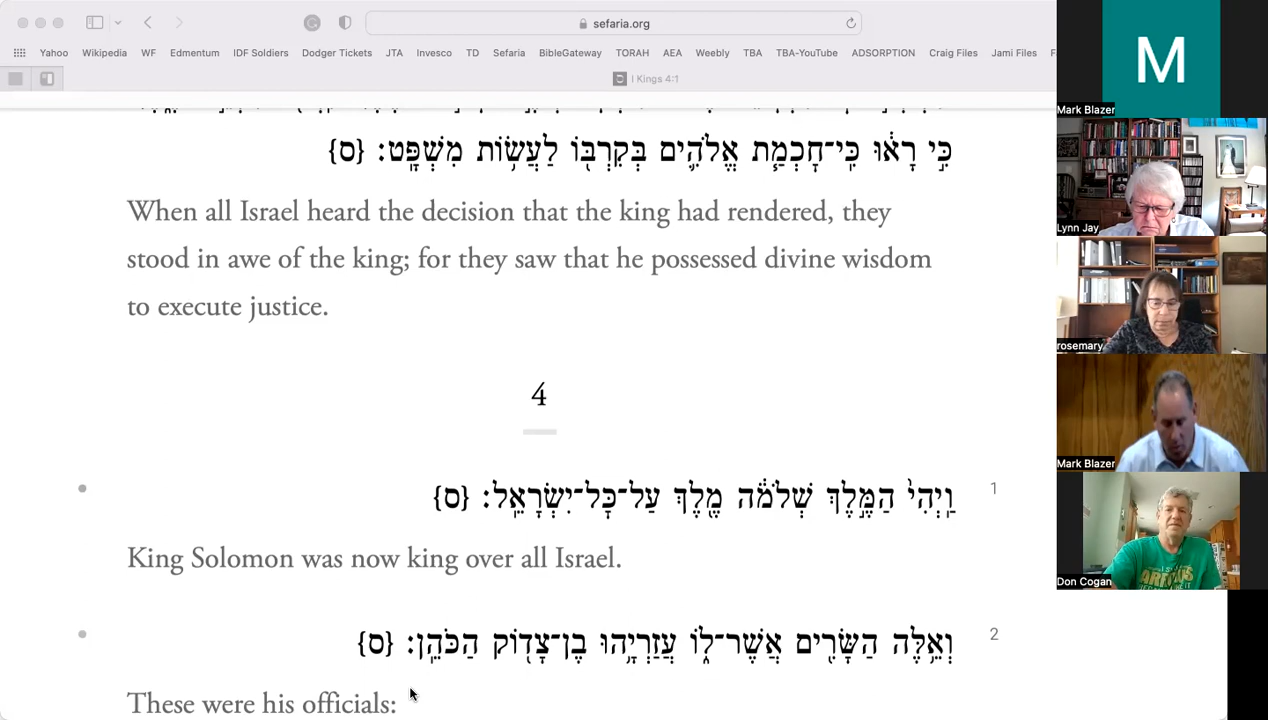 sefaria.org
Yahoo Wikipedia WF Edmentum IDF Soldiers Dodger Tickets JTA Invesco TD Sefaria BibleGateway TORAH AEA Weebly TBA TBA-YouTube ADSORPTION Craig Files Jami Files F
I Kings 4:1
כִּ֣י רָא֔וּ כִּֽי־חׇכְמַ֧ת אֱלֹהִ֛ים בְּקִרְבּ֖וֹ לַעֲשׂ֥וֹת מִשְׁפָּֽט׃ {ס}
When all Israel heard the decision that the king had rendered, they
stood in awe of the king; for they saw that he possessed divine wisdom
to execute justice.
4
1
וַֽיְהִי֙ הַמֶּ֣לֶךְ שְׁלֹמֹ֔ה מֶ֖לֶךְ עַל־כׇּל־יִשְׂרָאֵֽל׃ {ס}
King Solomon was now king over all Israel.
2
וְאֵ֥לֶּה הַשָּׂרִ֖ים אֲשֶׁר־ל֑וֹ עֲזַרְיָ֥הוּ בֶן־צָד֖וֹק הַכֹּהֵֽן׃ {ס}
These were his officials:
M
Mark Blazer
Lynn Jay
rosemary
Mark Blazer
Don Cogan